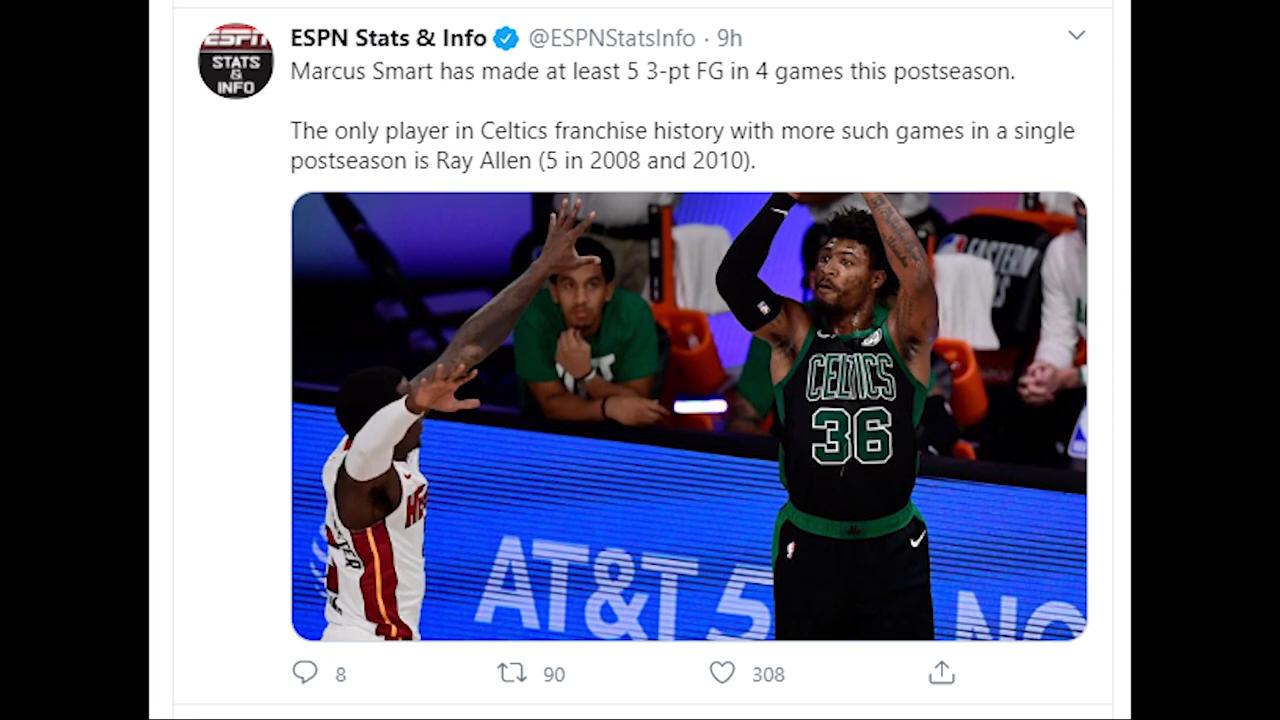 ESPN Stats & Info @ESPNStatsInfo · 9h
ESPN
STATS
&
INFO
Marcus Smart has made at least 5 3-pt FG in 4 games this postseason.
The only player in Celtics franchise history with more such games in a single
postseason is Ray Allen (5 in 2008 and 2010).
EASTERN
CELTICS
36
AT&T 5
8 90 308